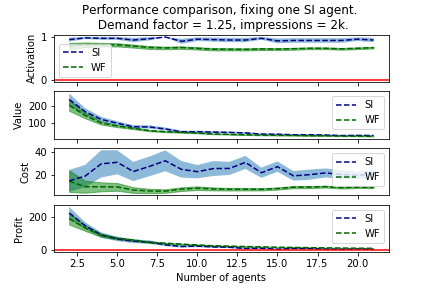 Performance comparison, fixing one SI agent.
Demand factor = 1.25, impressions = 2k.
Activation
1
0
SI
WF
Value
200
100
SI
WF
Cost
40
20
SI
WF
Profit
200
0
SI
WF
2.5 5.0 7.5 10.0 12.5 15.0 17.5 20.0
Number of agents